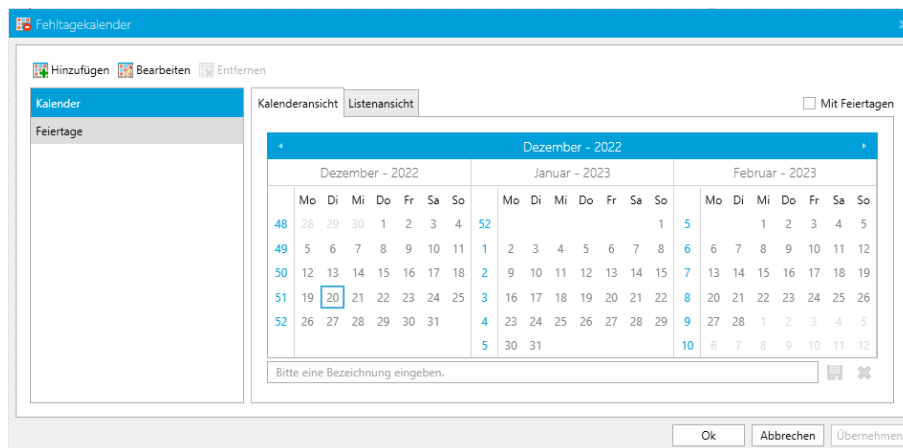 Fehltagekalender
Hinzufügen Bearbeiten Entfernen
Kalender
Feiertage
Kalenderansicht Listenansicht
Mit Feiertagen
Dezember - 2022
Dezember - 2022 Januar - 2023 Februar - 2023
Mo Di Mi Do Fr Sa So Mo Di Mi Do Fr Sa So Mo Di Mi Do Fr Sa So
48 28 29 30 1 2 3 4 52 1 5 1 2 3 4 5
49 5 6 7 8 9 10 11 1 2 3 4 5 6 7 8 6 6 7 8 9 10 11 12
50 12 13 14 15 16 17 18 2 9 10 11 12 13 14 15 7 13 14 15 16 17 18 19
51 19 20 21 22 23 24 25 3 16 17 18 19 20 21 22 8 20 21 22 23 24 25 26
52 26 27 28 29 30 31 4 23 24 25 26 27 28 29 9 27 28 1 2 3 4 5
5 30 31 10 6 7 8 9 10 11 12
Bitte eine Bezeichnung eingeben.
Ok Abbrechen Übernehmen